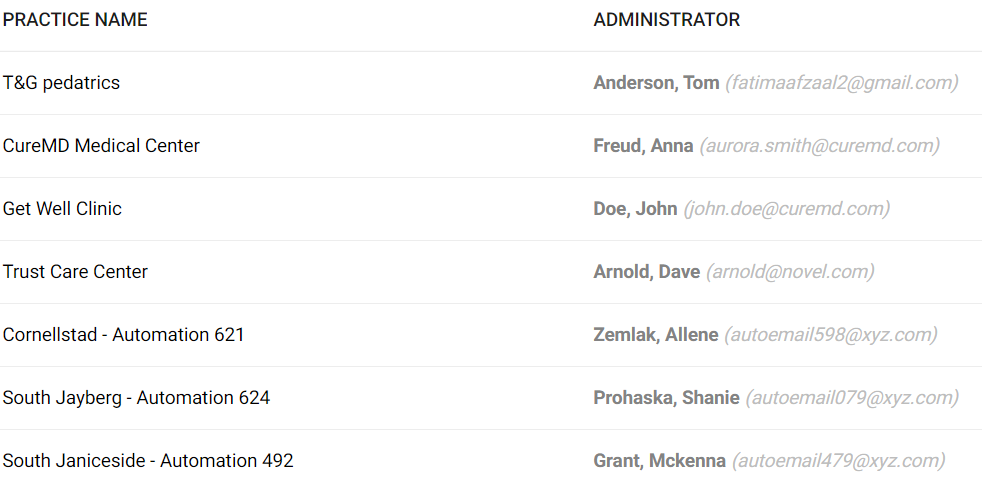 PRACTICE NAME ADMINISTRATOR
T&G pedatrics Anderson, Tom (fatimaafzaal2@gmail.com)
CureMD Medical Center Freud, Anna (aurora.smith@curemd.com)
Get Well Clinic Doe, John (john.doe@curemd.com)
Trust Care Center Arnold, Dave (arnold@novel.com)
Cornellstad - Automation 621 Zemlak, Allene (autoemail598@xyz.com)
South Jayberg - Automation 624 Prohaska, Shanie (autoemail079@xyz.com)
South Janiceside - Automation 492 Grant, Mckenna (autoemail479@xyz.com)